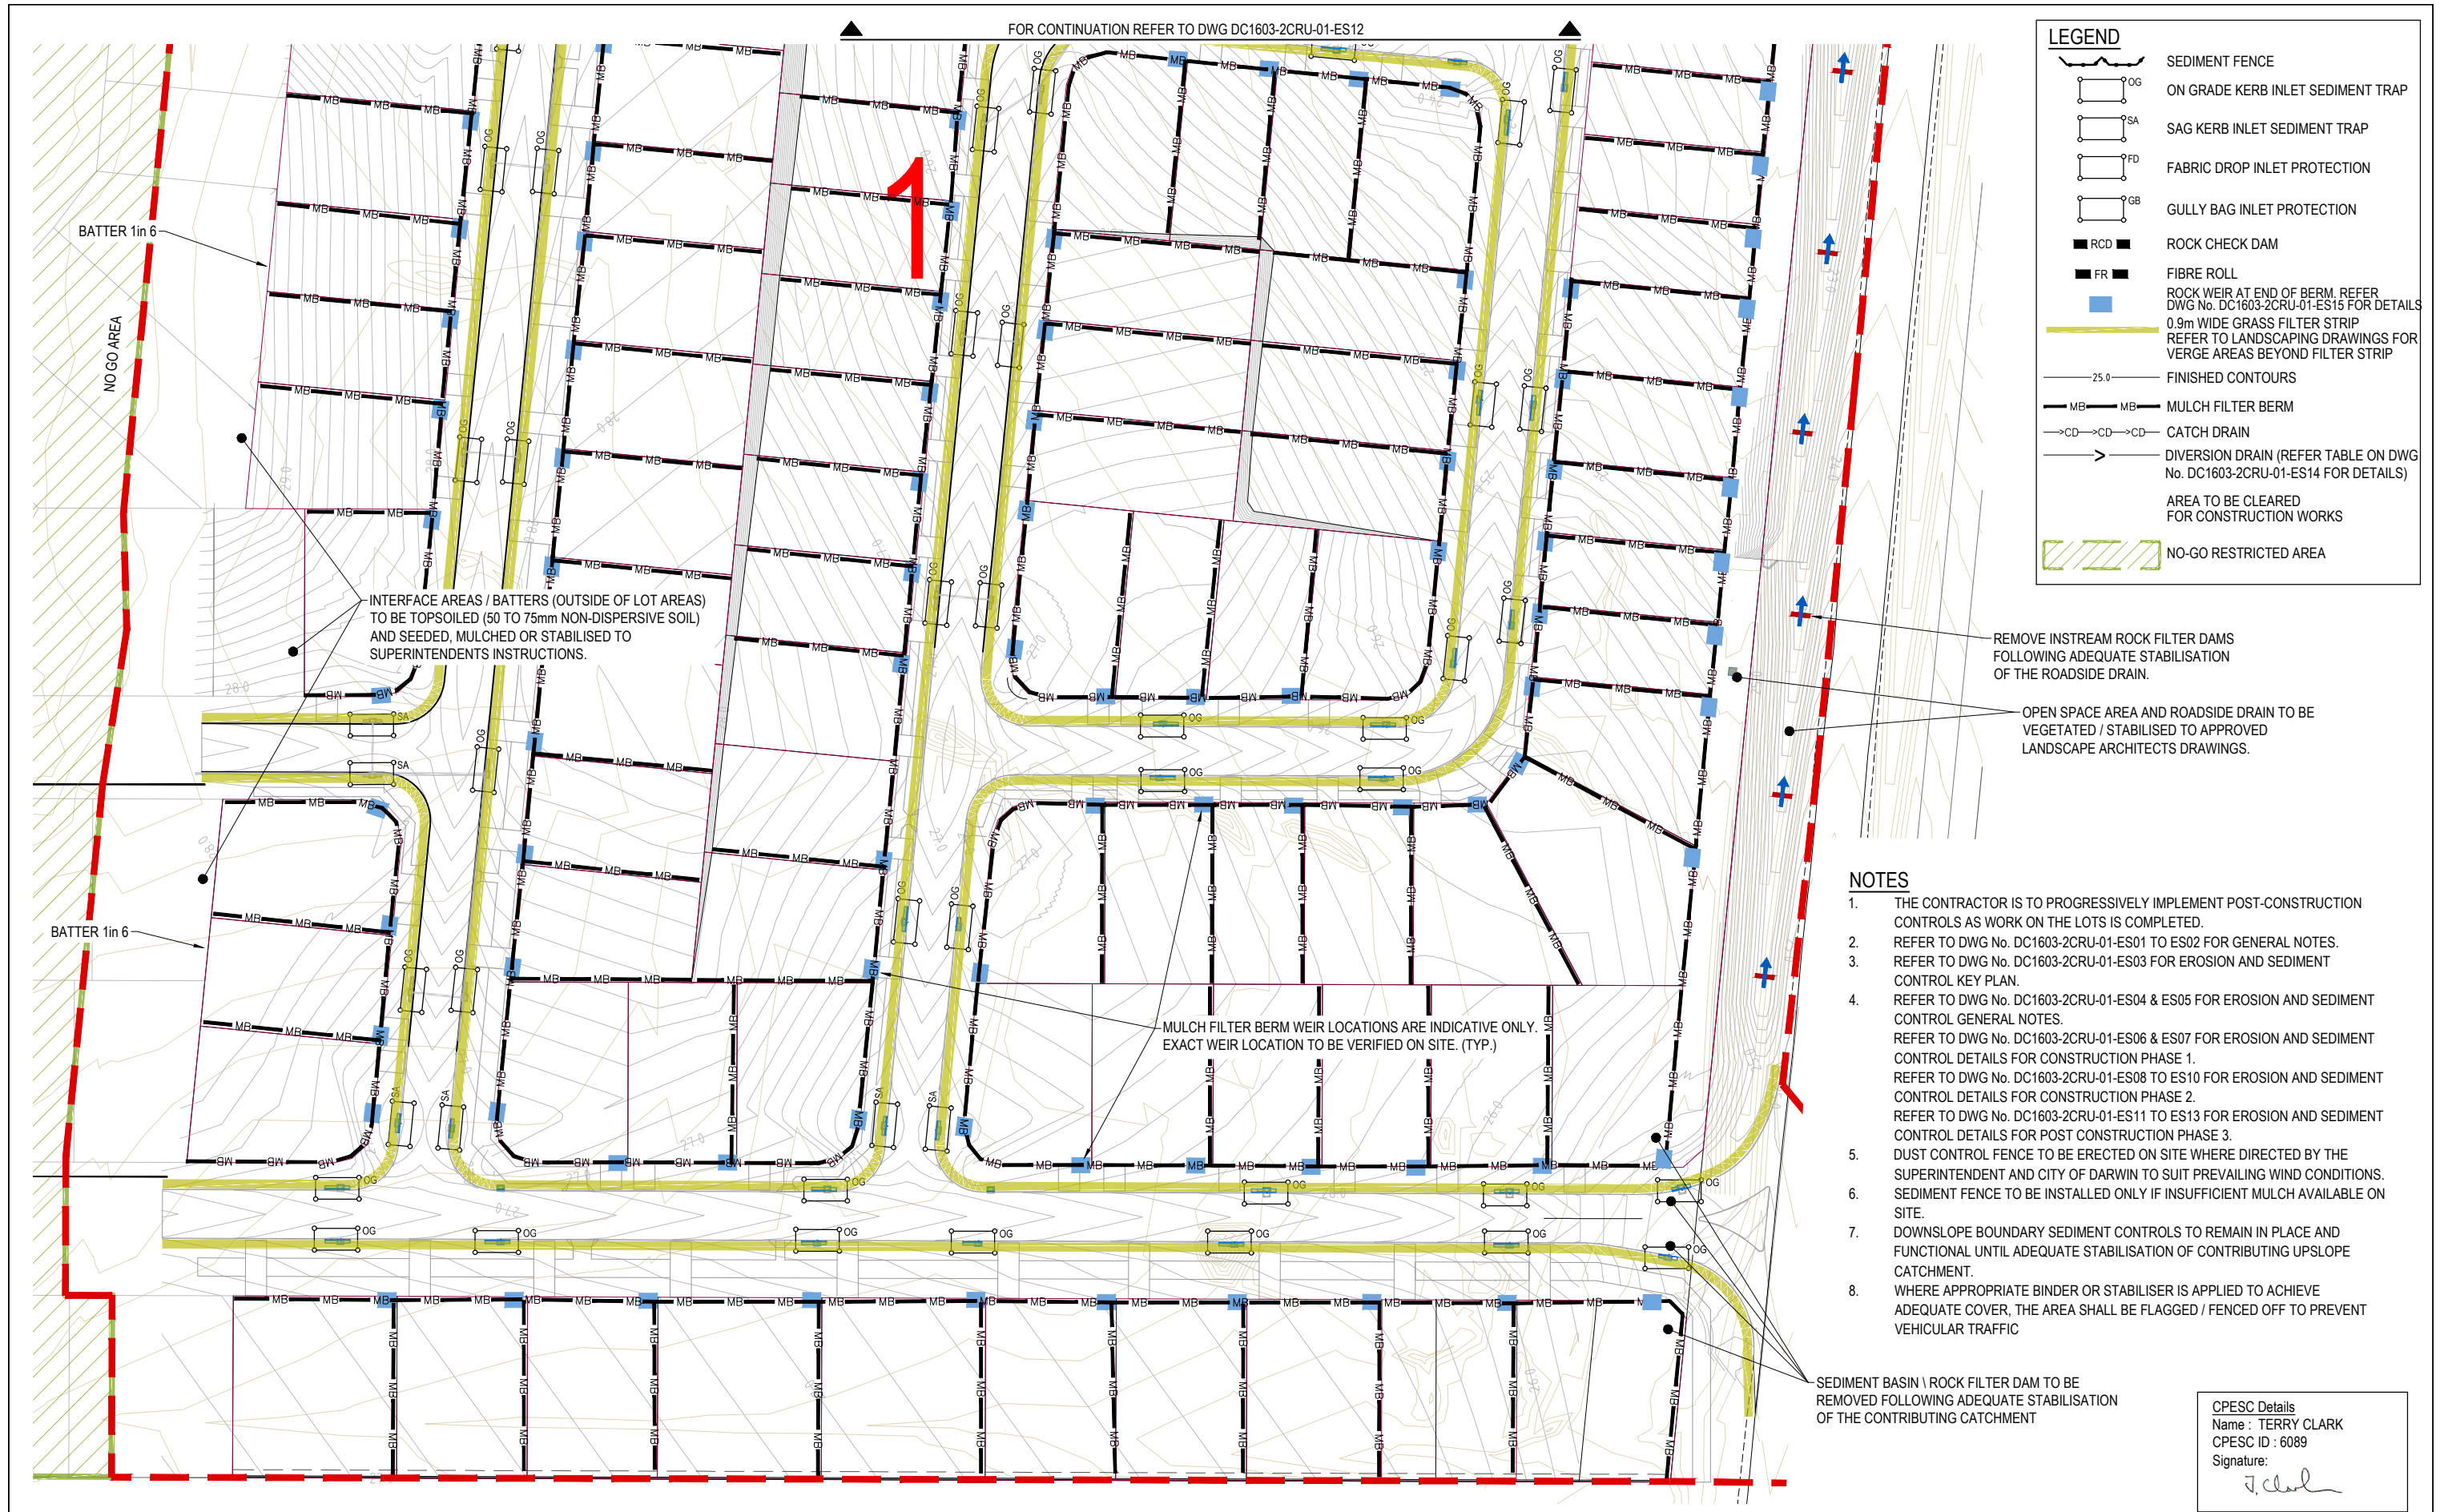 FOR CONTINUATION REFER TO DWG DC1603-2CRU-01-ES12
1
BATTER 1in 6
NO GO AREA
INTERFACE AREAS / BATTERS (OUTSIDE OF LOT AREAS)
TO BE TOPSOILED (50 TO 75mm NON-DISPERSIVE SOIL)
AND SEEDED, MULCHED OR STABILISED TO
SUPERINTENDENTS INSTRUCTIONS.
BATTER 1in 6
MULCH FILTER BERM WEIR LOCATIONS ARE INDICATIVE ONLY.
EXACT WEIR LOCATION TO BE VERIFIED ON SITE. (TYP.)
LEGEND
SEDIMENT FENCE
OG
ON GRADE KERB INLET SEDIMENT TRAP
SA
SAG KERB INLET SEDIMENT TRAP
FD
FABRIC DROP INLET PROTECTION
GB
GULLY BAG INLET PROTECTION
RCD
ROCK CHECK DAM
FR
FIBRE ROLL
ROCK WEIR AT END OF BERM. REFER
DWG No. DC1603-2CRU-01-ES15 FOR DETAILS
0.9m WIDE GRASS FILTER STRIP
REFER TO LANDSCAPING DRAWINGS FOR
VERGE AREAS BEYOND FILTER STRIP
25.0
FINISHED CONTOURS
MB MB
MULCH FILTER BERM
CD CD CD
CATCH DRAIN
DIVERSION DRAIN (REFER TABLE ON DWG
No. DC1603-2CRU-01-ES14 FOR DETAILS)
AREA TO BE CLEARED
FOR CONSTRUCTION WORKS
NO-GO RESTRICTED AREA
REMOVE INSTREAM ROCK FILTER DAMS
FOLLOWING ADEQUATE STABILISATION
OF THE ROADSIDE DRAIN.
OPEN SPACE AREA AND ROADSIDE DRAIN TO BE
VEGETATED / STABILISED TO APPROVED
LANDSCAPE ARCHITECTS DRAWINGS.
NOTES
1. THE CONTRACTOR IS TO PROGRESSIVELY IMPLEMENT POST-CONSTRUCTION
CONTROLS AS WORK ON THE LOTS IS COMPLETED.
2. REFER TO DWG No. DC1603-2CRU-01-ES01 TO ES02 FOR GENERAL NOTES.
3. REFER TO DWG No. DC1603-2CRU-01-ES03 FOR EROSION AND SEDIMENT
CONTROL KEY PLAN.
4. REFER TO DWG No. DC1603-2CRU-01-ES04 & ES05 FOR EROSION AND SEDIMENT
CONTROL GENERAL NOTES.
REFER TO DWG No. DC1603-2CRU-01-ES06 & ES07 FOR EROSION AND SEDIMENT
CONTROL DETAILS FOR CONSTRUCTION PHASE 1.
REFER TO DWG No. DC1603-2CRU-01-ES08 TO ES10 FOR EROSION AND SEDIMENT
CONTROL DETAILS FOR CONSTRUCTION PHASE 2.
REFER TO DWG No. DC1603-2CRU-01-ES11 TO ES13 FOR EROSION AND SEDIMENT
CONTROL DETAILS FOR POST CONSTRUCTION PHASE 3.
5. DUST CONTROL FENCE TO BE ERECTED ON SITE WHERE DIRECTED BY THE
SUPERINTENDENT AND CITY OF DARWIN TO SUIT PREVAILING WIND CONDITIONS.
6. SEDIMENT FENCE TO BE INSTALLED ONLY IF INSUFFICIENT MULCH AVAILABLE ON
SITE.
7. DOWNSLOPE BOUNDARY SEDIMENT CONTROLS TO REMAIN IN PLACE AND
FUNCTIONAL UNTIL ADEQUATE STABILISATION OF CONTRIBUTING UPSLOPE
CATCHMENT.
8. WHERE APPROPRIATE BINDER OR STABILISER IS APPLIED TO ACHIEVE
ADEQUATE COVER, THE AREA SHALL BE FLAGGED / FENCED OFF TO PREVENT
VEHICULAR TRAFFIC
SEDIMENT BASIN \ ROCK FILTER DAM TO BE
REMOVED FOLLOWING ADEQUATE STABILISATION
OF THE CONTRIBUTING CATCHMENT
CPESC Details
Name : TERRY CLARK
CPESC ID : 6089
Signature: